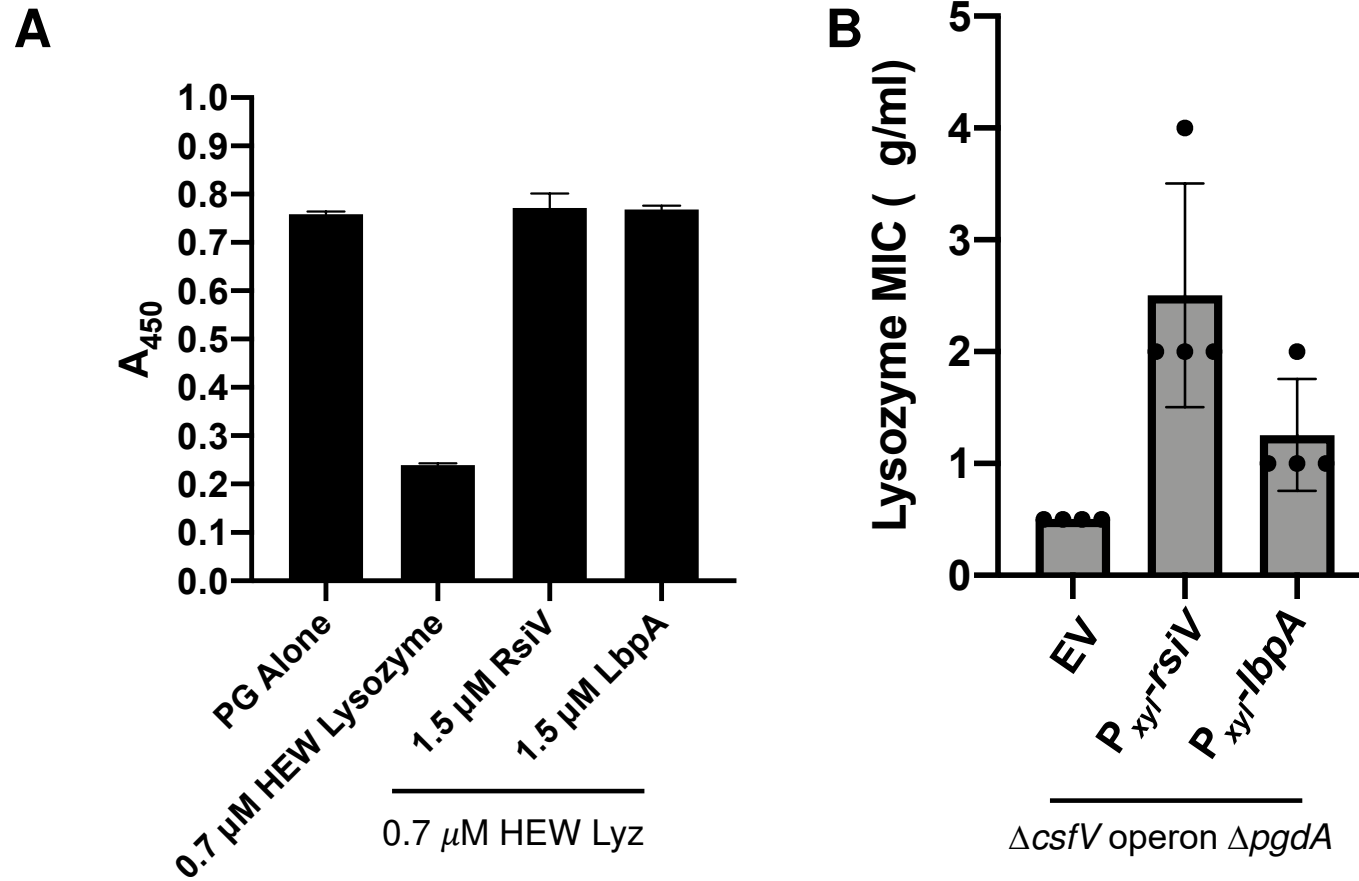 A
1.0
0.9
0.8
0.7
0.6
0.5
0.4
0.3
0.2
0.1
0.0
A450
PG Alone
0.7 µM HEW Lysozyme
1.5 µM RsiV
1.5 µM LbpA
0.7 µM HEW Lyz
B
5
4
3
2
1
0
Lysozyme MIC ( g/ml)
EV
Pxyl-rsiV
Pxyl-lbpA
ΔcsfV operon ΔpgdA